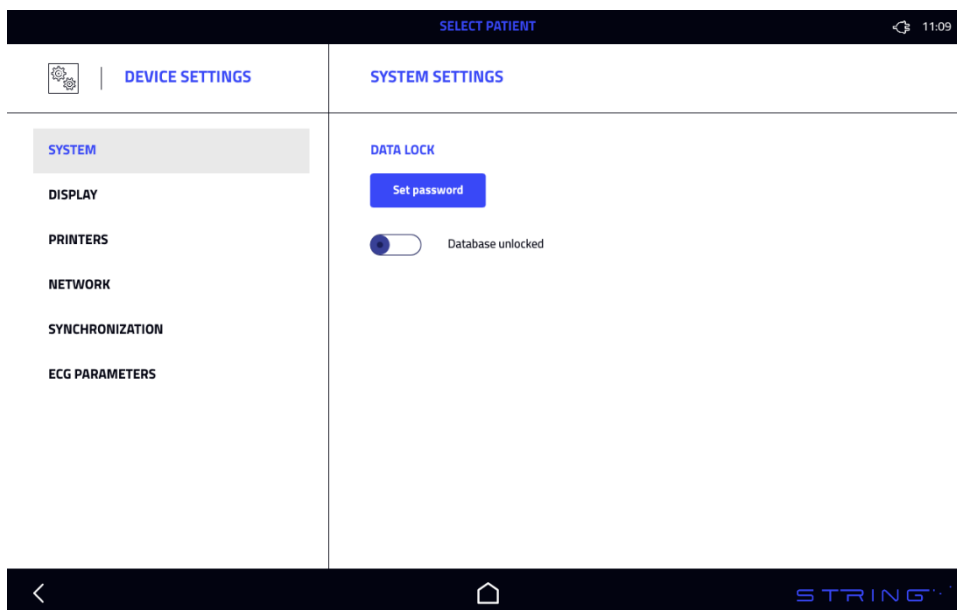 SELECT PATIENT
11:09
DEVICE SETTINGS
SYSTEM SETTINGS
SYSTEM
DISPLAY
PRINTERS
NETWORK
SYNCHRONIZATION
ECG PARAMETERS
DATA LOCK
Set password
Database unlocked
STRING